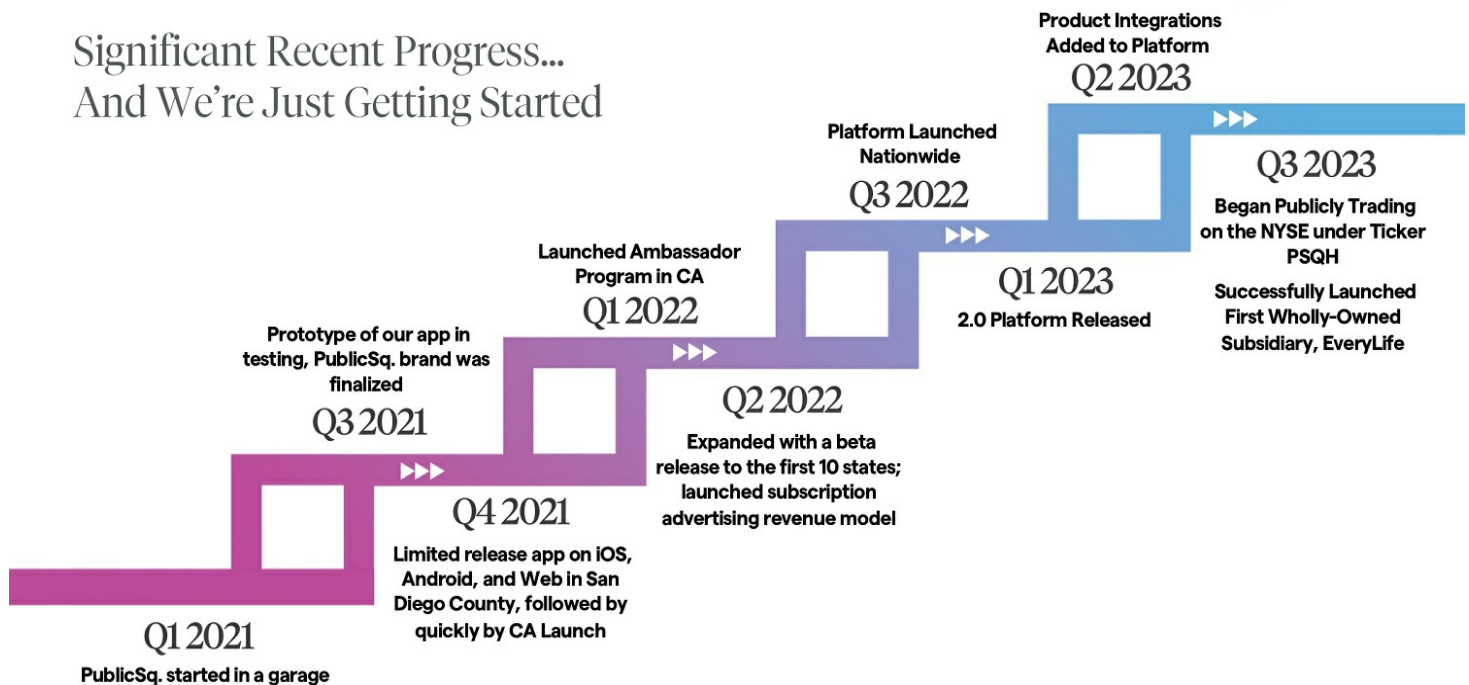 Significant Recent Progress...
And We're Just Getting Started
Q1 2021
PublicSq. started in a garage
Prototype of our app in
testing, PublicSq. brand was
finalized
Q3 2021
Q4 2021
Limited release app on iOS,
Android, and Web in San
Diego County, followed by
quickly by CA Launch
Launched Ambassador
Program in CA
Q1 2022
Q2 2022
Expanded with a beta
release to the first 10 states;
launched subscription
advertising revenue model
Platform Launched
Nationwide
Q3 2022
Q1 2023
2.0 Platform Released
Product Integrations
Added to Platform
Q2 2023
Q3 2023
Began Publicly Trading
on the NYSE under Ticker
PSQH
Successfully Launched
First Wholly-Owned
Subsidiary, EveryLife